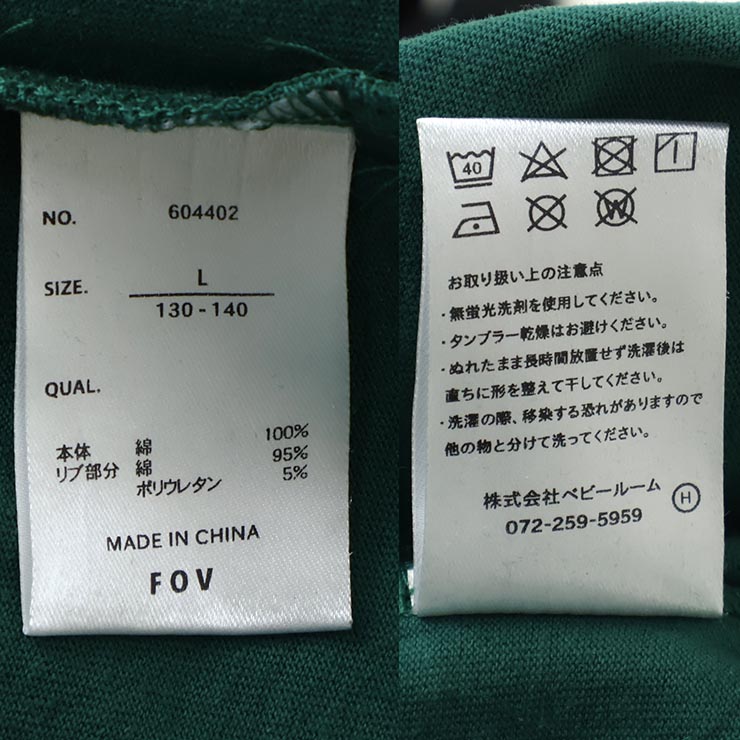 NO. 604402
SIZE. L
130 - 140
QUAL.
100%
本体 綿 95%
リブ部分 綿 5%
ポリウレタン
MADE IN CHINA
FOV
40
W
お取り扱い上の注意点
・無蛍光洗剤を使用してください。
・タンブラー乾燥はお避けください。
・ぬれたまま長時間放置せず洗濯後は
直ちに形を整えて干してください。
・洗濯の際、移染する恐れがありますので
他の物と分けて洗ってください。
株式会社ベビールーム H
072-259-5959